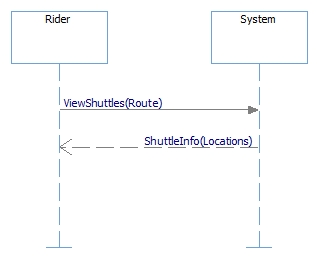 Rider
System
ViewShuttles(Route)
ShuttleInfo(Locations)